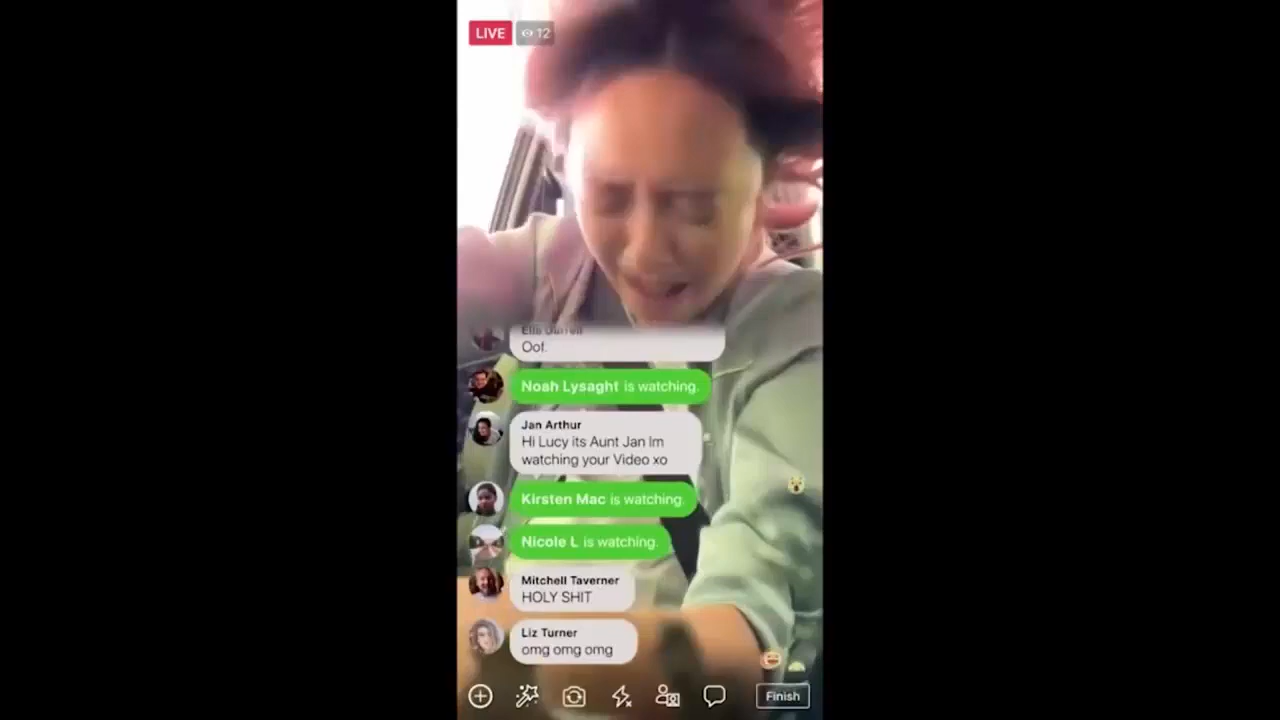 LIVE
12
Oof.
Noah Lysaght is watching.
Jan Arthur
Hi Lucy its Aunt Jan Im
watching your Video xo
Kirsten Mac is watching.
Nicole L is watching.
Mitchell Taverner
HOLY SHIT
Liz Turner
omg omg omg
Finish